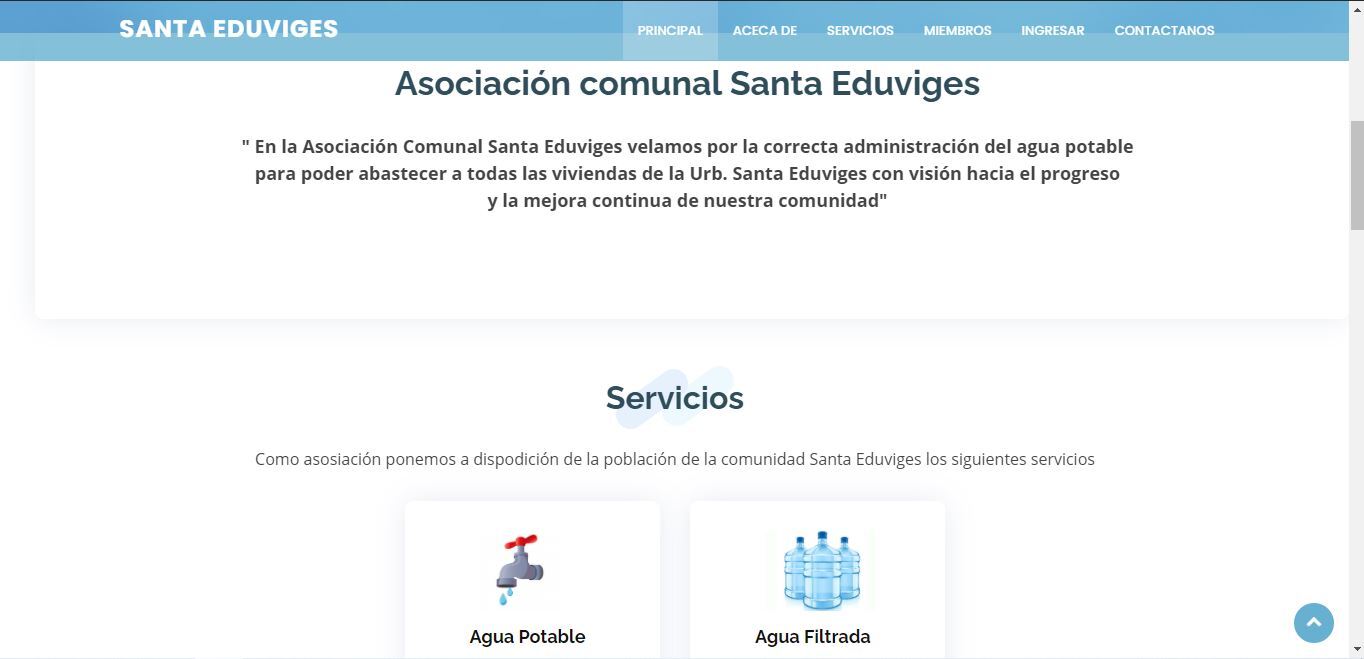 SANTA EDUVIGES
PRINCIPAL ACECA DE SERVICIOS MIEMBROS INGRESAR CONTACTANOS
Asociación comunal Santa Eduviges
" En la Asociación Comunal Santa Eduviges velamos por la correcta administración del agua potable
para poder abastecer a todas las viviendas de la Urb. Santa Eduviges con visión hacia el progreso
y la mejora continua de nuestra comunidad"
Servicios
Como asosiación ponemos a dispodición de la población de la comunidad Santa Eduviges los siguientes servicios
Agua Potable
Agua Filtrada